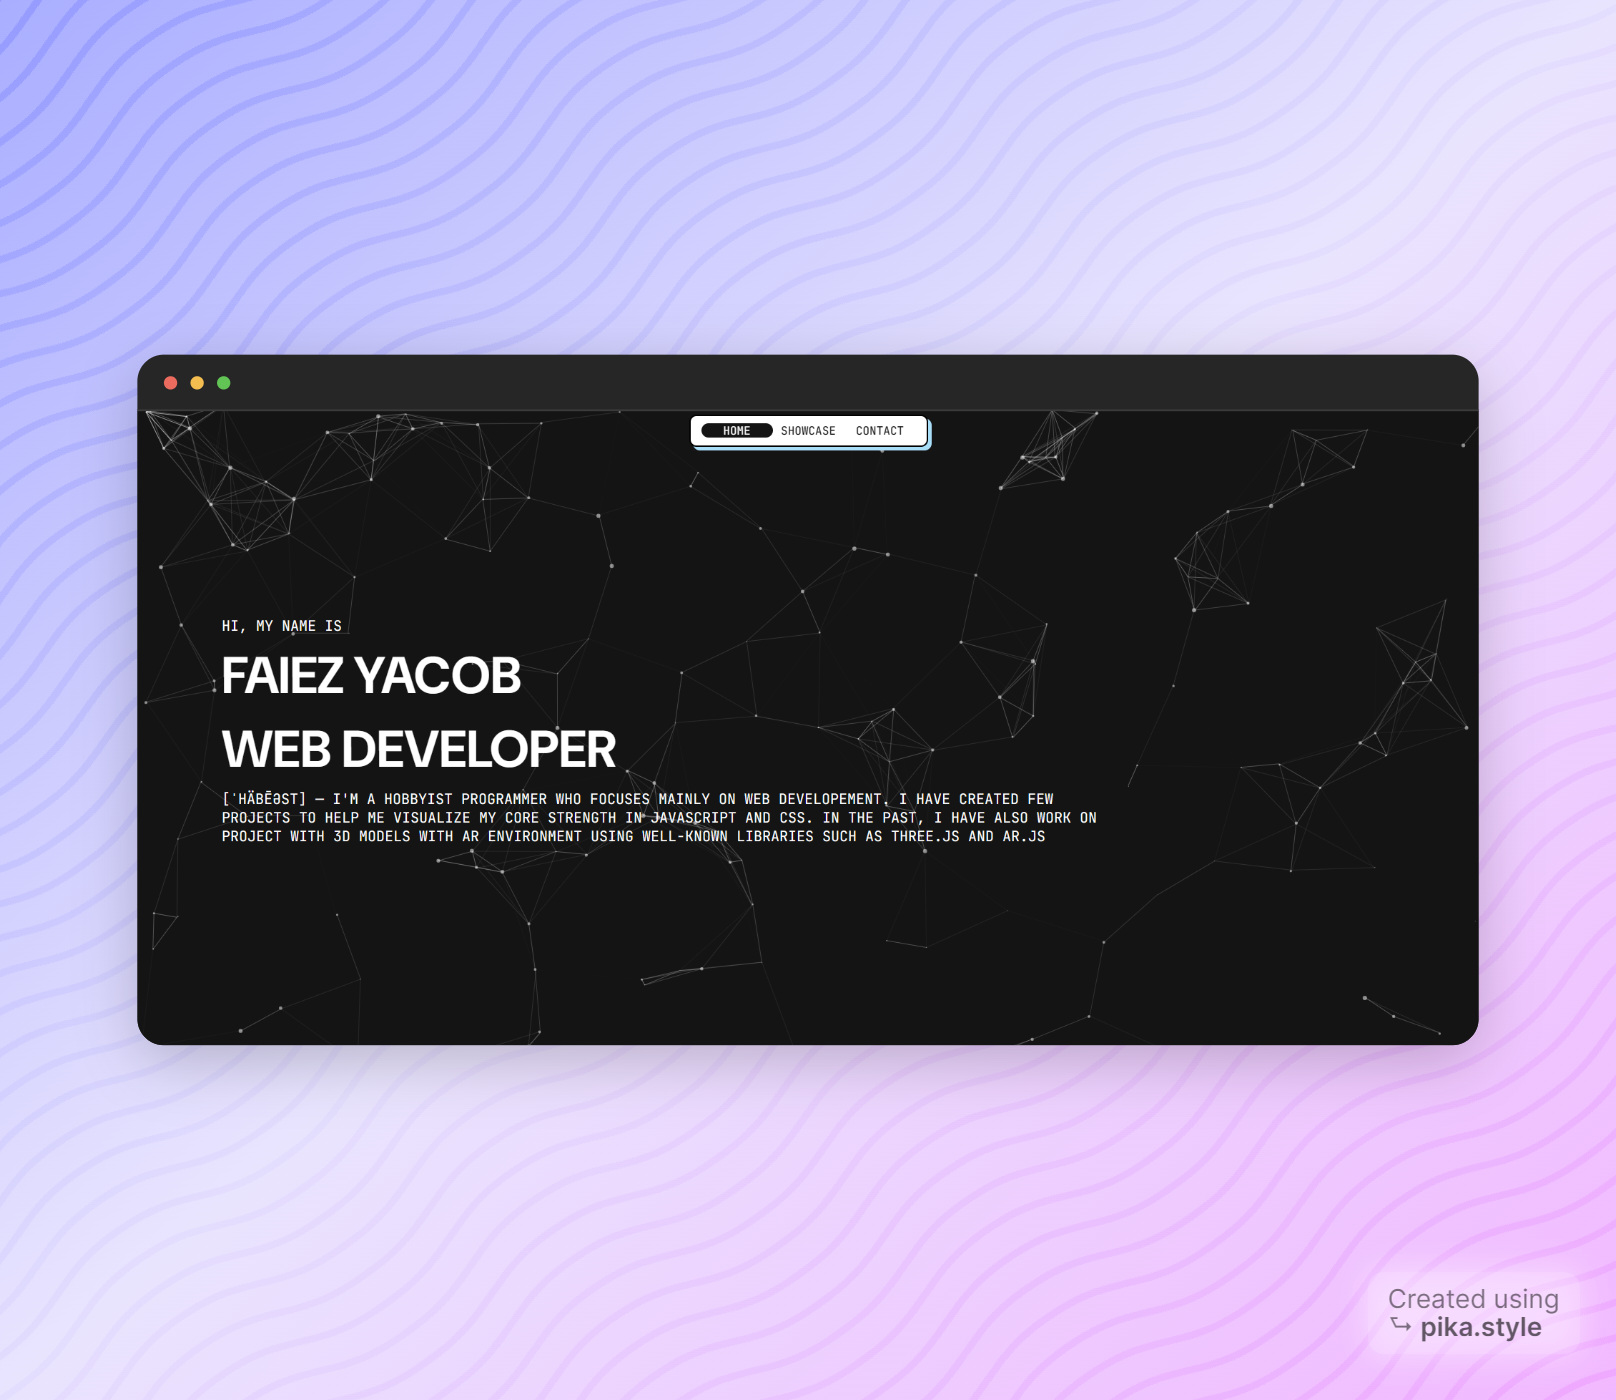 HOME SHOWCASE CONTACT
HI, MY NAME IS
FAIEZ YACOB
WEB DEVELOPER
[ˈHÄBĒƏST] — I'M A HOBBYIST PROGRAMMER WHO FOCUSES MAINLY ON WEB DEVELOPEMENT. I HAVE CREATED FEW
PROJECTS TO HELP ME VISUALIZE MY CORE STRENGTH IN JAVASCRIPT AND CSS. IN THE PAST, I HAVE ALSO WORK ON
PROJECT WITH 3D MODELS WITH AR ENVIRONMENT USING WELL-KNOWN LIBRARIES SUCH AS THREE.JS AND AR.JS
Created using
pika.style